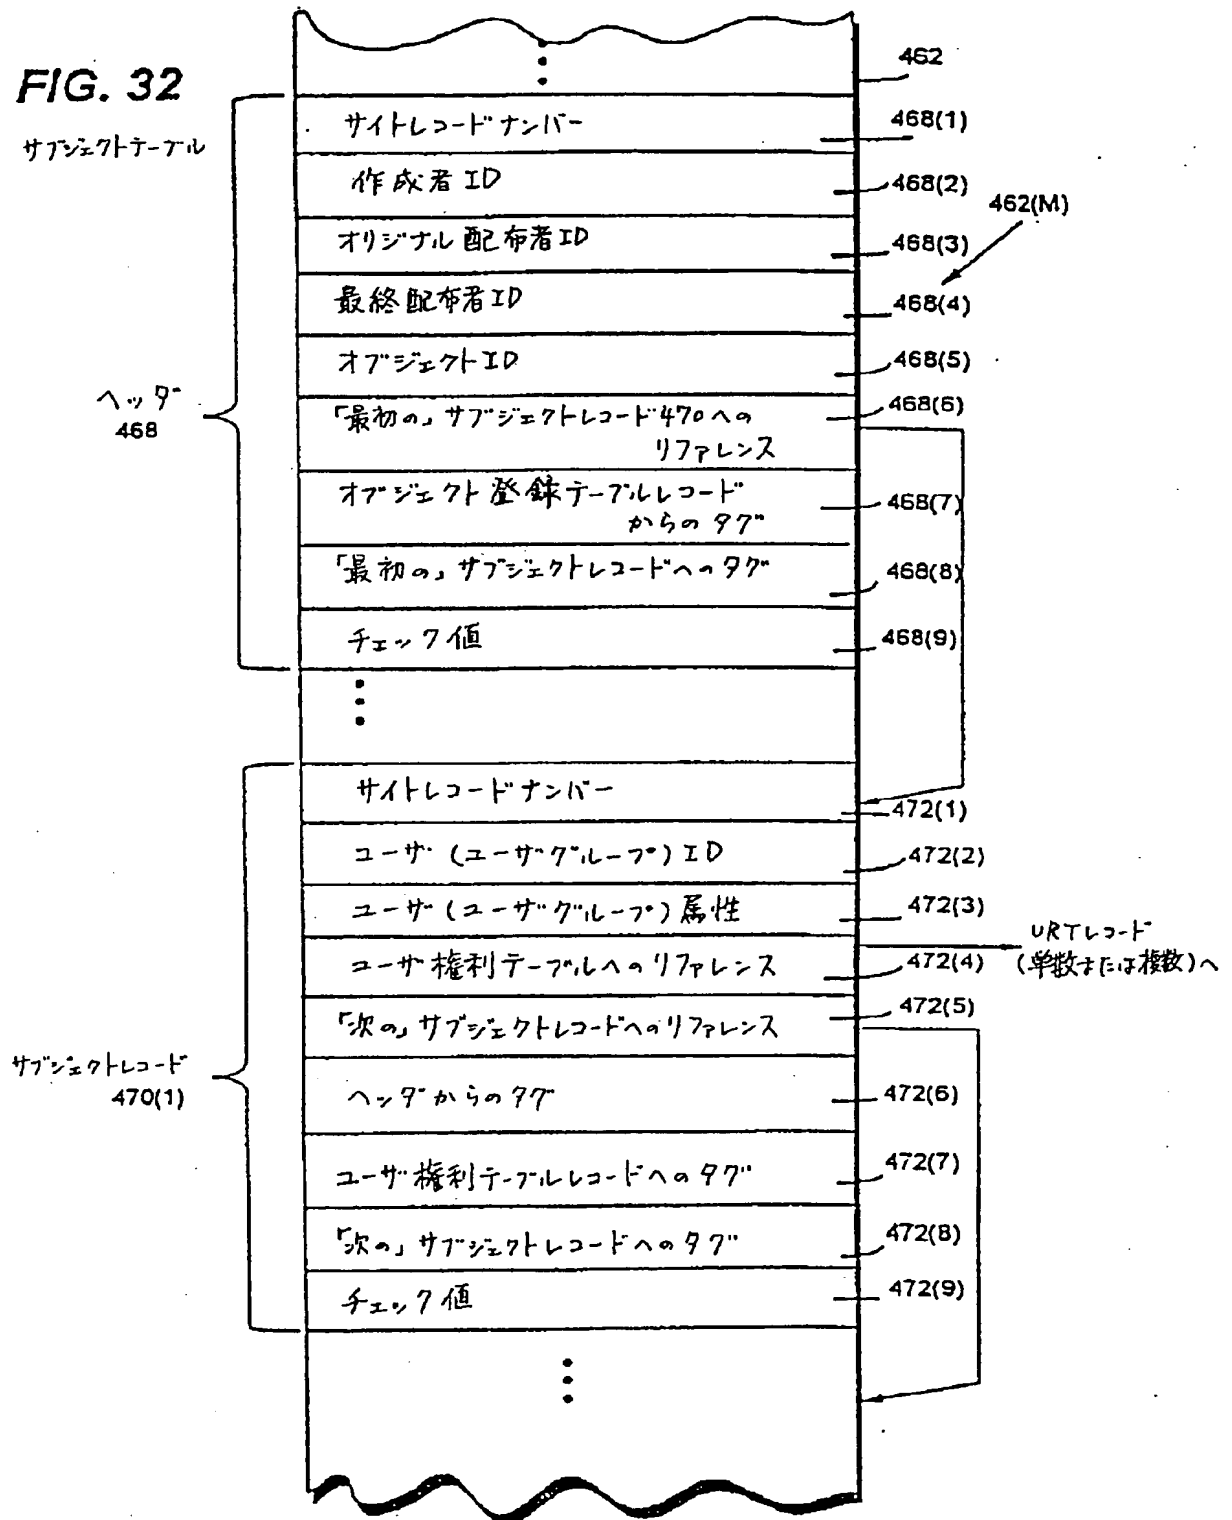 FIG. 32
サブジェクトテーブル
462
サイトレコードナンバー
468(1)
作成者ID
468(2)
462(M)
オリジナル配布者ID
468(3)
最終配布者ID
468(4)
オブジェクトID
468(5)
ヘッダ
468
「最初の」サブジェクトレコード470への
リファレンス
468(6)
オブジェクト登録テーブルレコード
からのタグ
468(7)
「最初の」サブジェクトレコードへのタグ
468(8)
チェック値
468(9)
サイトレコードナンバー
472(1)
ユーザ(ユーザグループ)ID
472(2)
ユーザ(ユーザグループ)属性
472(3)
URTレコード
(単数または複数)へ
ユーザ権利テーブルへのリファレンス
472(4)
「次の」サブジェクトレコードへのリファレンス
472(5)
サブジェクトレコード
470(1)
ヘッダからのタグ
472(6)
ユーザ権利テーブルレコードへのタグ
472(7)
「次の」サブジェクトレコードへのタグ
472(8)
チェック値
472(9)